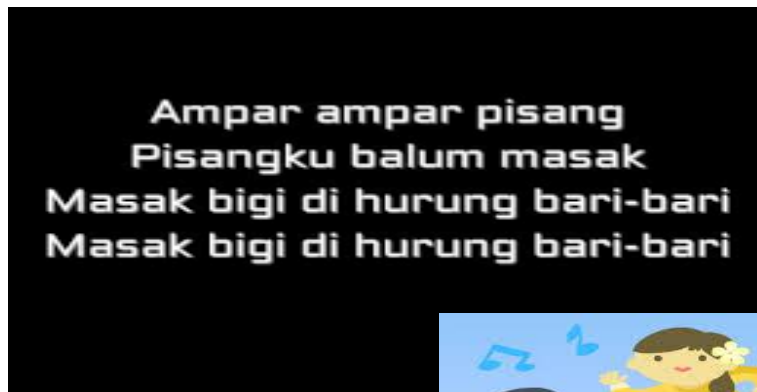 Ampar ampar pisang
Pisangku balum masak
Masak bigi di hurung bari-bari
Masak bigi di hurung bari-bari